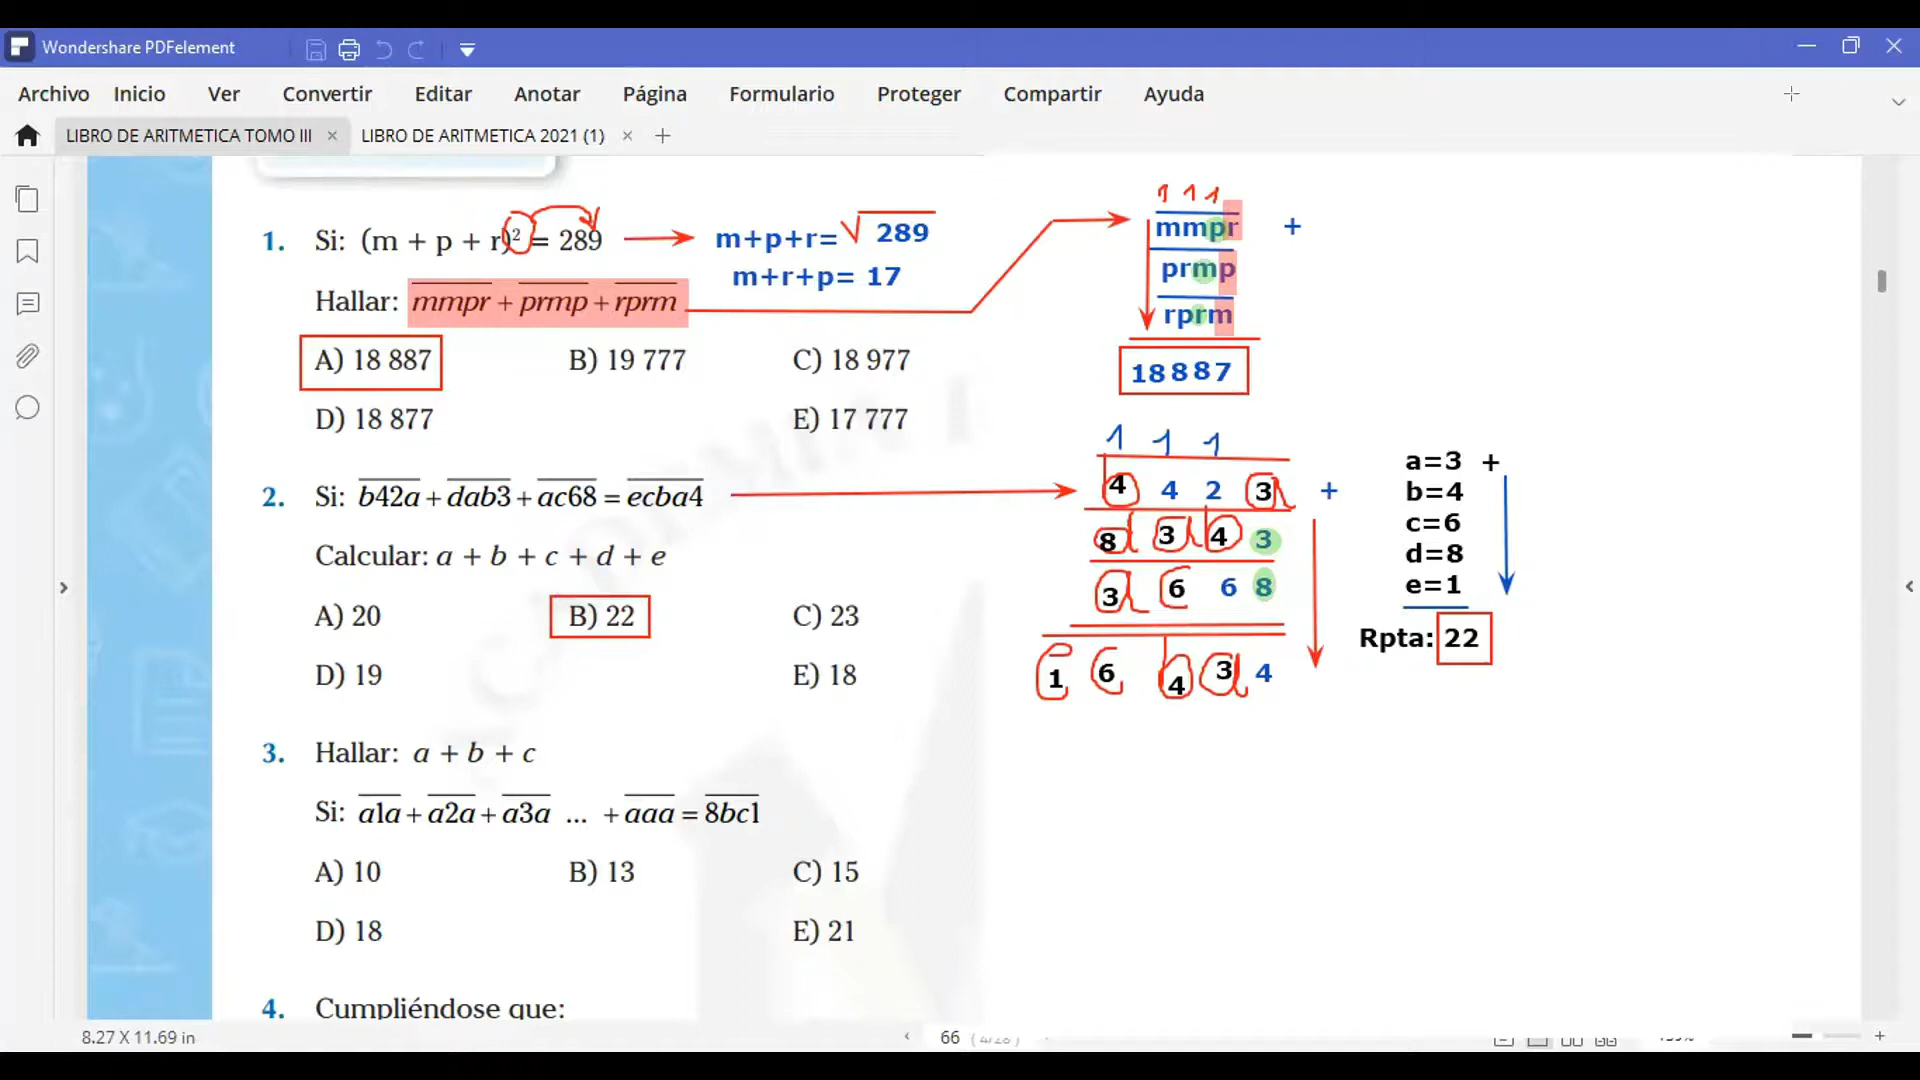 Wondershare PDFelement
Archivo Inicio Ver Convertir Editar Anotar Página Formulario Proteger Compartir Ayuda
LIBRO DE ARITMETICA TOMO III × LIBRO DE ARITMETICA 2021 (1) × +
1. Si: (m + p + r)² = 289
m+p+r= √289
m+r+p= 17
Hallar: mmpr + prmp + rprm
A) 18 887 B) 19 777 C) 18 977
D) 18 877 E) 17 777
1 1 1
mmpr +
prmp
rprm
18887
2. Si: b42a + dab3 + ac68 = ecba4
Calcular: a + b + c + d + e
A) 20 B) 22 C) 23
D) 19 E) 18
1 1 1
4 4 2 3 +
8 3 4 3
3 6 6 8
1 6 4 3 4
a=3 +
b=4
c=6
d=8
e=1
Rpta: 22
3. Hallar: a + b + c
Si: a1a + a2a + a3a ... + aaa = 8bc1
A) 10 B) 13 C) 15
D) 18 E) 21
4. Cumpliéndose que:
8.27 X 11.69 in
66 (4/28)